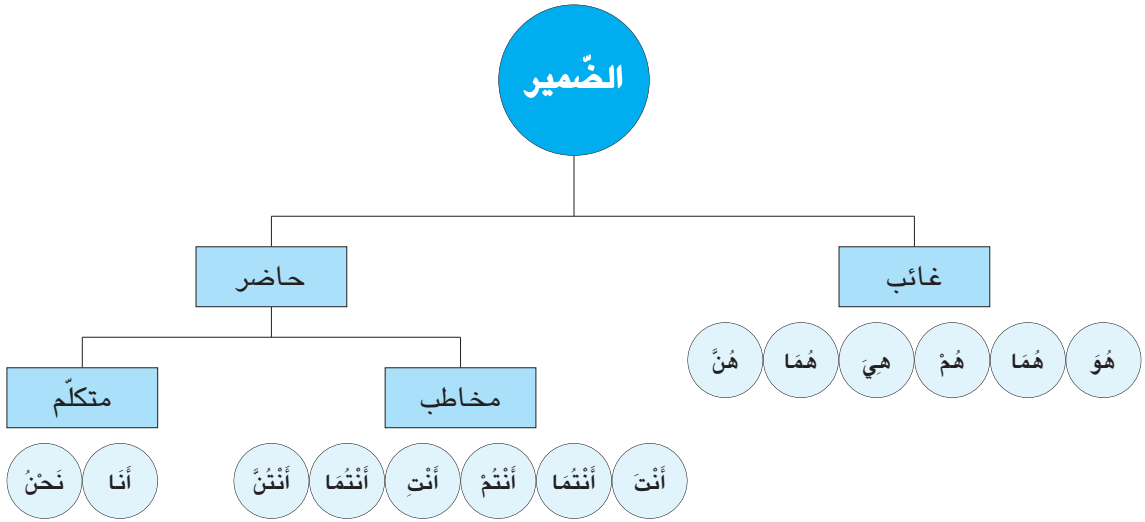 الضّمير
غائب
حاضر
هُوَ هُمَا هُمْ هِيَ هُمَا هُنَّ
مخاطب
متكلّم
أَنْتَ أَنْتُمَا أَنْتُمْ أَنْتِ أَنْتُمَا أَنْتُنَّ
أَنَا نَحْنُ